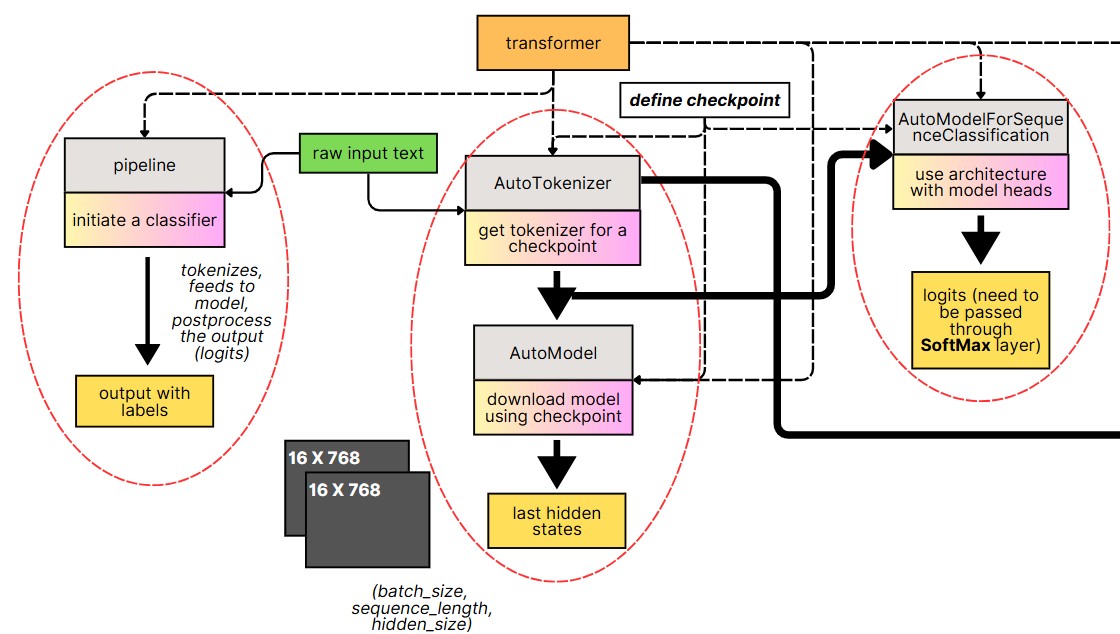 transformer
define checkpoint
AutoModelForSeque
nceClassification
use architecture
with model heads
logits (need to
be passed
through
SoftMax layer)
raw input text
pipeline
initiate a classifier
tokenizes,
feeds to
model,
postprocess
the output
(logits)
output with
labels
AutoTokenizer
get tokenizer for a
checkpoint
AutoModel
download model
using checkpoint
last hidden
states
16 X 768
16 X 768
(batch_size,
sequence_length,
hidden_size)